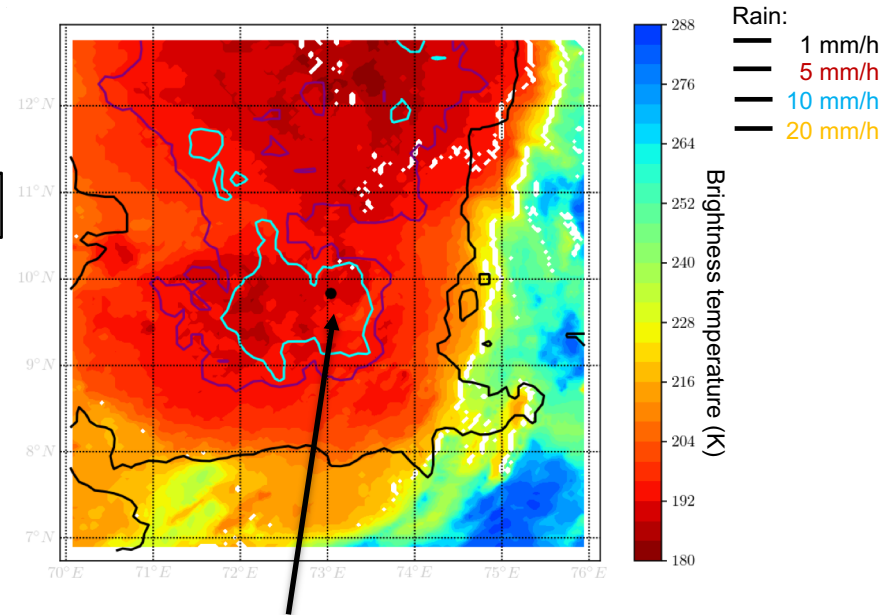 Rain:
1 mm/h
5 mm/h
10 mm/h
20 mm/h
288
276
264
252
240
228
216
204
192
180
Brightness temperature (K)
12°N
11°N
10°N
9°N
8°N
7°N
70°E
71°E
72°E
73°E
74°E
75°E
76°E